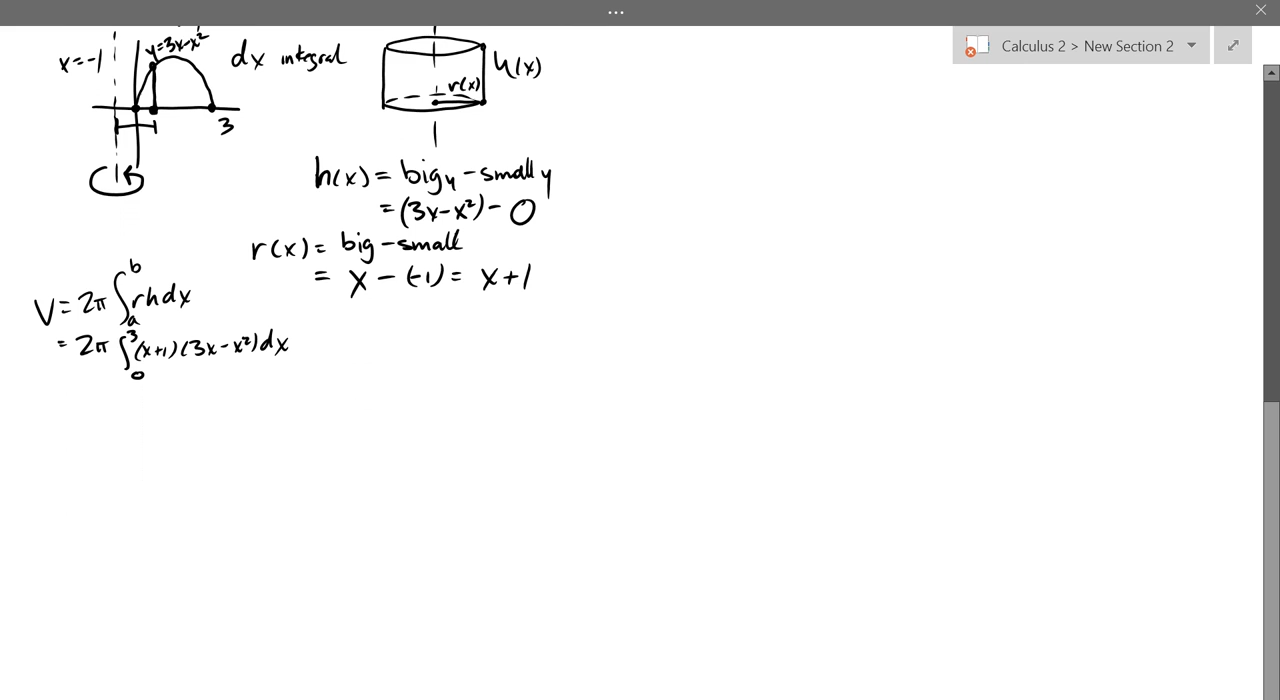 ...
Calculus 2 > New Section 2
x=-1
y=3x-x²
dx integral
3
r(x)
h(x)
h(x) = big y - small y
= (3x-x²) - 0
r(x) = big - small
= x - (-1) = x+1
V = 2π ∫ₐᵇ rh dx
= 2π ∫₀³ (x+1)(3x-x²)dx